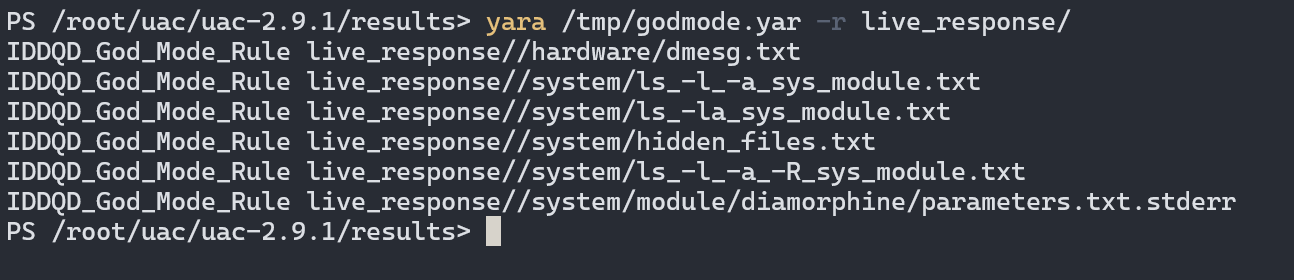 PS /root/uac/uac-2.9.1/results> yara /tmp/godmode.yar -r live_response/
IDDQD_God_Mode_Rule live_response//hardware/dmesg.txt
IDDQD_God_Mode_Rule live_response//system/ls_-l_-a_sys_module.txt
IDDQD_God_Mode_Rule live_response//system/ls_-la_sys_module.txt
IDDQD_God_Mode_Rule live_response//system/hidden_files.txt
IDDQD_God_Mode_Rule live_response//system/ls_-l_-a_-R_sys_module.txt
IDDQD_God_Mode_Rule live_response//system/module/diamorphine/parameters.txt.stderr
PS /root/uac/uac-2.9.1/results>